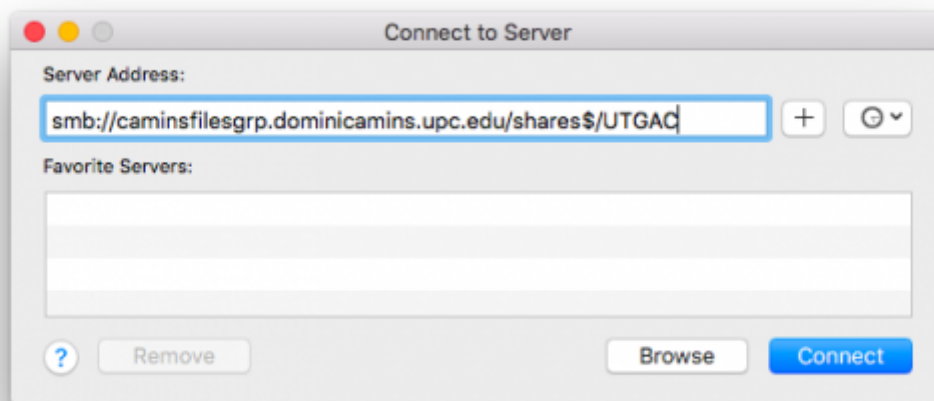 Connect to Server
Server Address:
smb://caminsfilesgrp.dominicamins.upc.edu/shares$/UTGAC
Favorite Servers:
? Remove Browse Connect